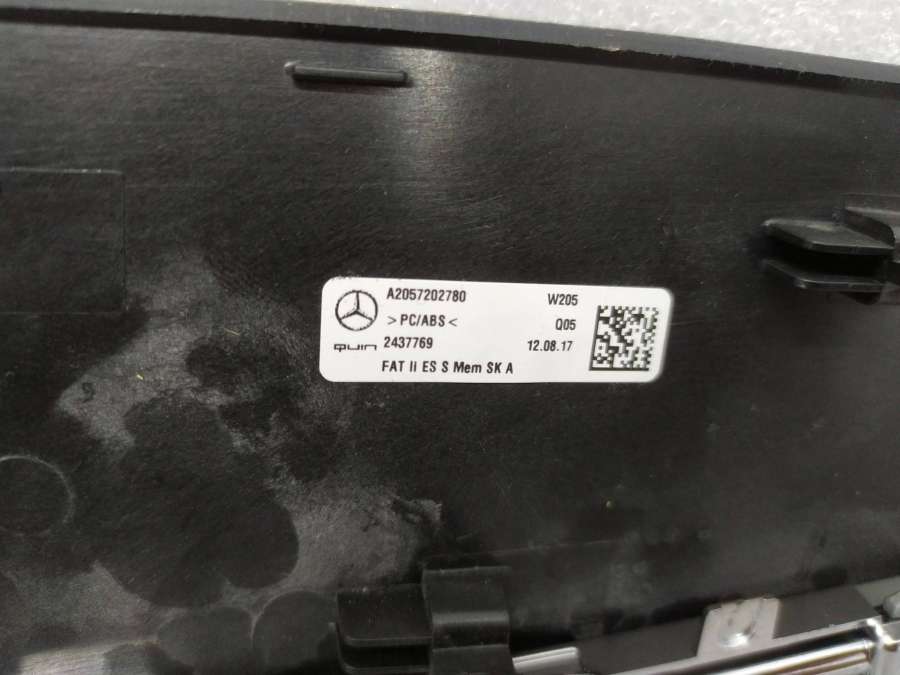 A2057202780 W205
>PC/ABS< Q05
QUIN 2437769 12.08.17
FAT II ES S Mem SK A